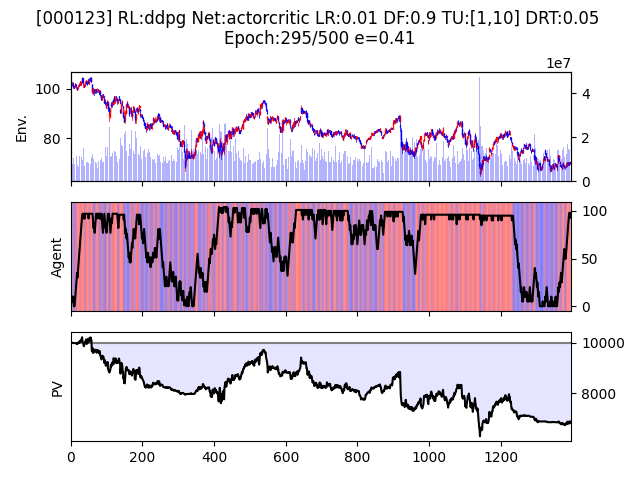 [000123] RL:ddpg Net:actorcritic LR:0.01 DF:0.9 TU:[1,10] DRT:0.05
Epoch:295/500 e=0.41
1e7
100
80
Env.
4
2
0
Agent
100
50
0
PV
10000
8000
0
200
400
600
800
1000
1200